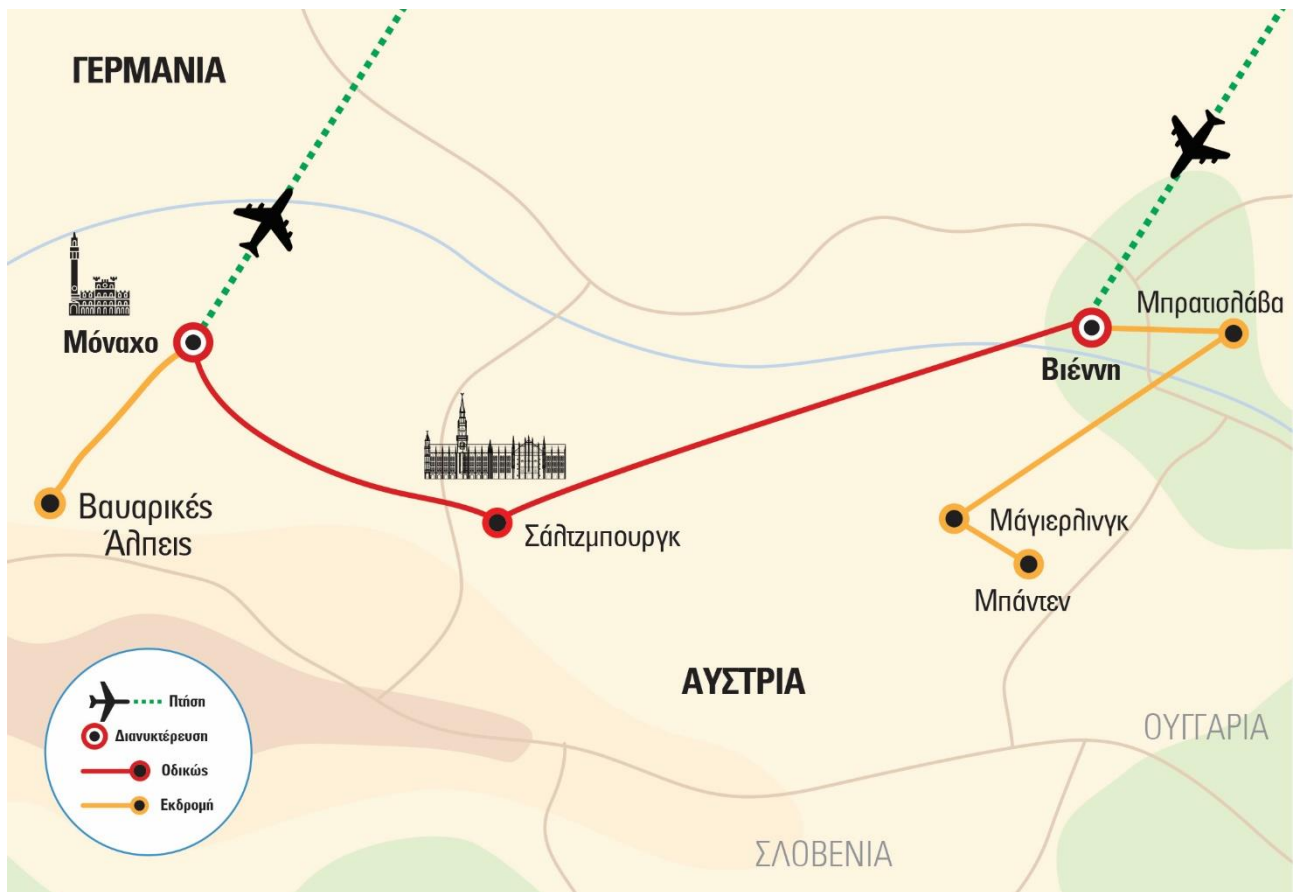 ΓΕΡΜΑΝΙΑ
Μπρατισλάβα
Μόναχο
Βιέννη
Βαυαρικές
Άλπεις
Σάλτζμπουργκ
Μάγιερλινγκ
Μπάντεν
ΑΥΣΤΡΙΑ
ΟΥΓΓΑΡΙΑ
ΣΛΟΒΕΝΙΑ
Πτήση
Διανυκτέρευση
Οδικώς
Εκδρομή